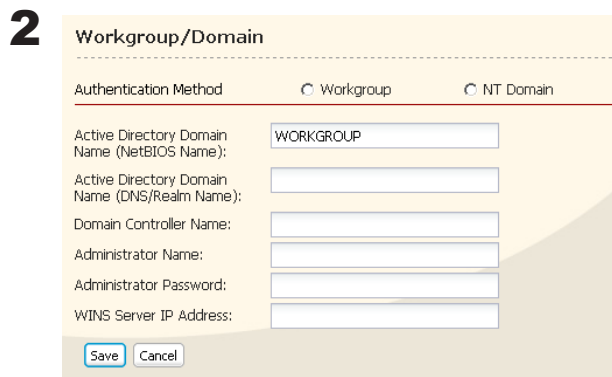 2
Workgroup/Domain
Authentication Method Workgroup NT Domain
Active Directory Domain
Name (NetBIOS Name):
WORKGROUP
Active Directory Domain
Name (DNS/Realm Name):
Domain Controller Name:
Administrator Name:
Administrator Password:
WINS Server IP Address:
Save Cancel